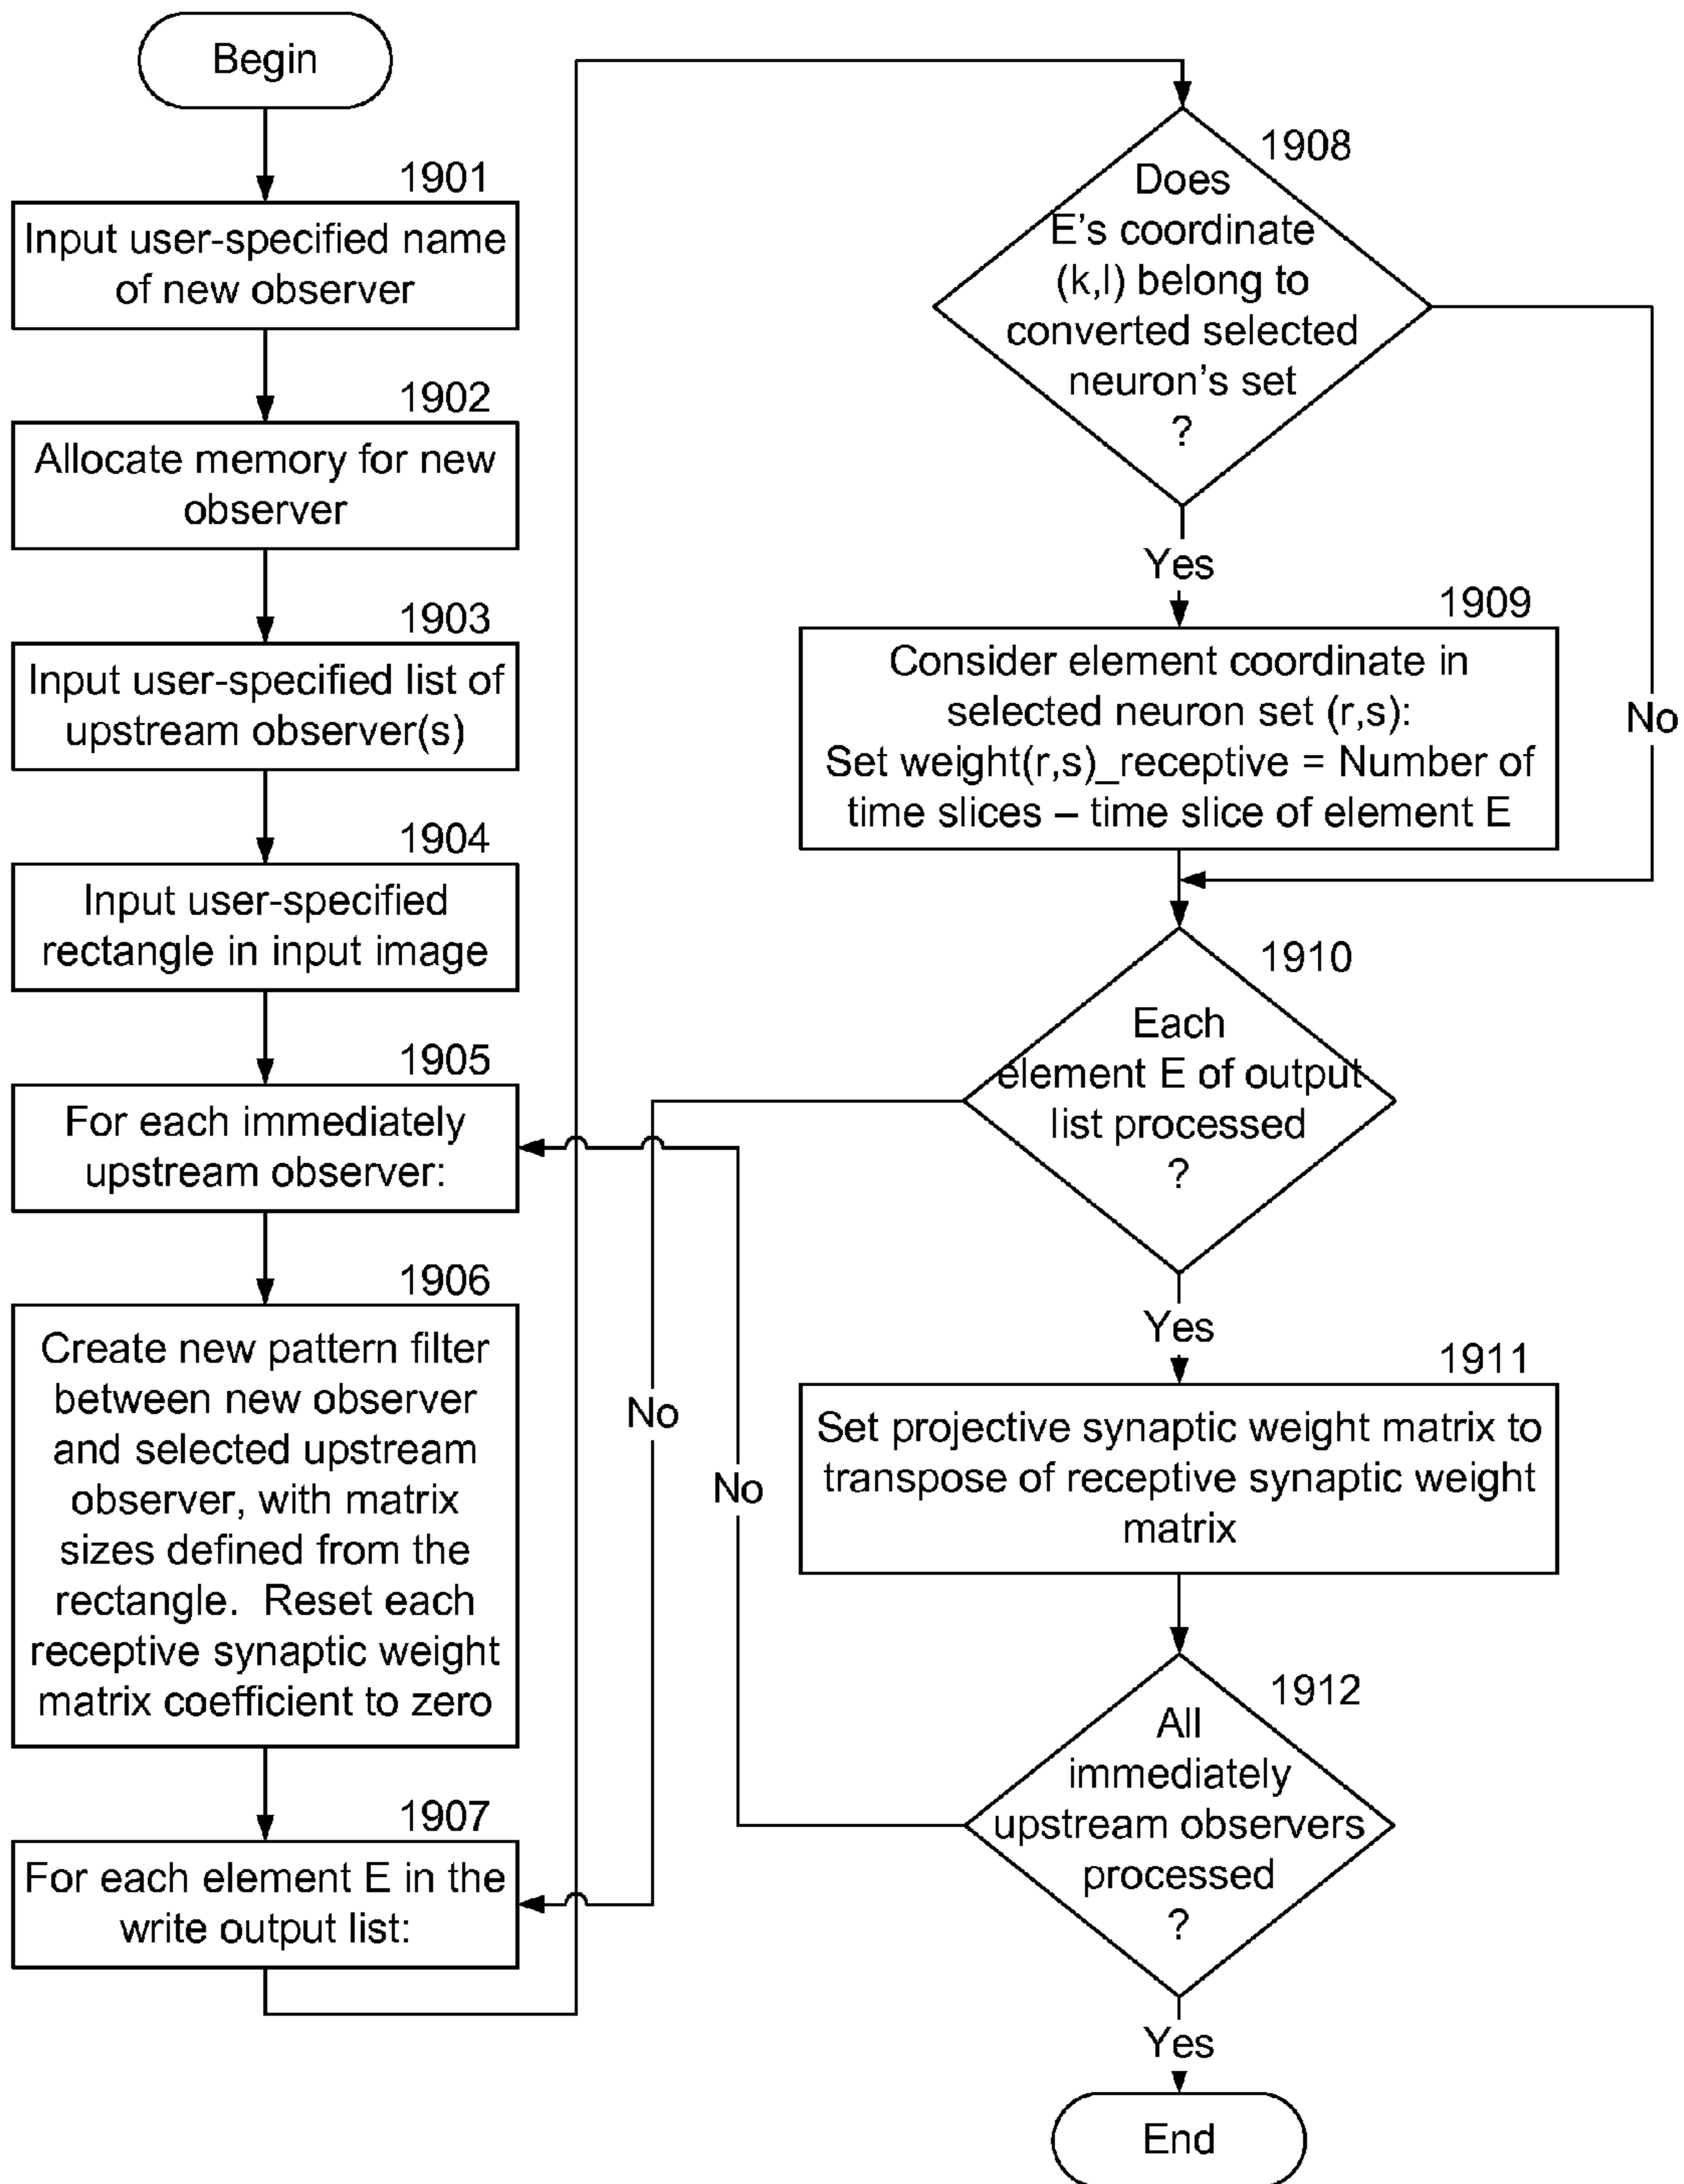 Begin
1901
Input user-specified name
of new observer
1902
Allocate memory for new
observer
1903
Input user-specified list of
upstream observer(s)
1904
Input user-specified
rectangle in input image
1905
For each immediately
upstream observer:
1906
Create new pattern filter
between new observer
and selected upstream
observer, with matrix
sizes defined from the
rectangle.  Reset each
receptive synaptic weight
matrix coefficient to zero
1907
For each element E in the
write output list:
1908
Does
E’s coordinate
(k,l) belong to
converted selected
neuron’s set
?
Yes
No
1909
Consider element coordinate in
selected neuron set (r,s):
Set weight(r,s)_receptive = Number of
time slices – time slice of element E
1910
Each
element E of output
list processed
?
No
Yes
1911
Set projective synaptic weight matrix to
transpose of receptive synaptic weight
matrix
1912
All
immediately
upstream observers
processed
?
No
Yes
End